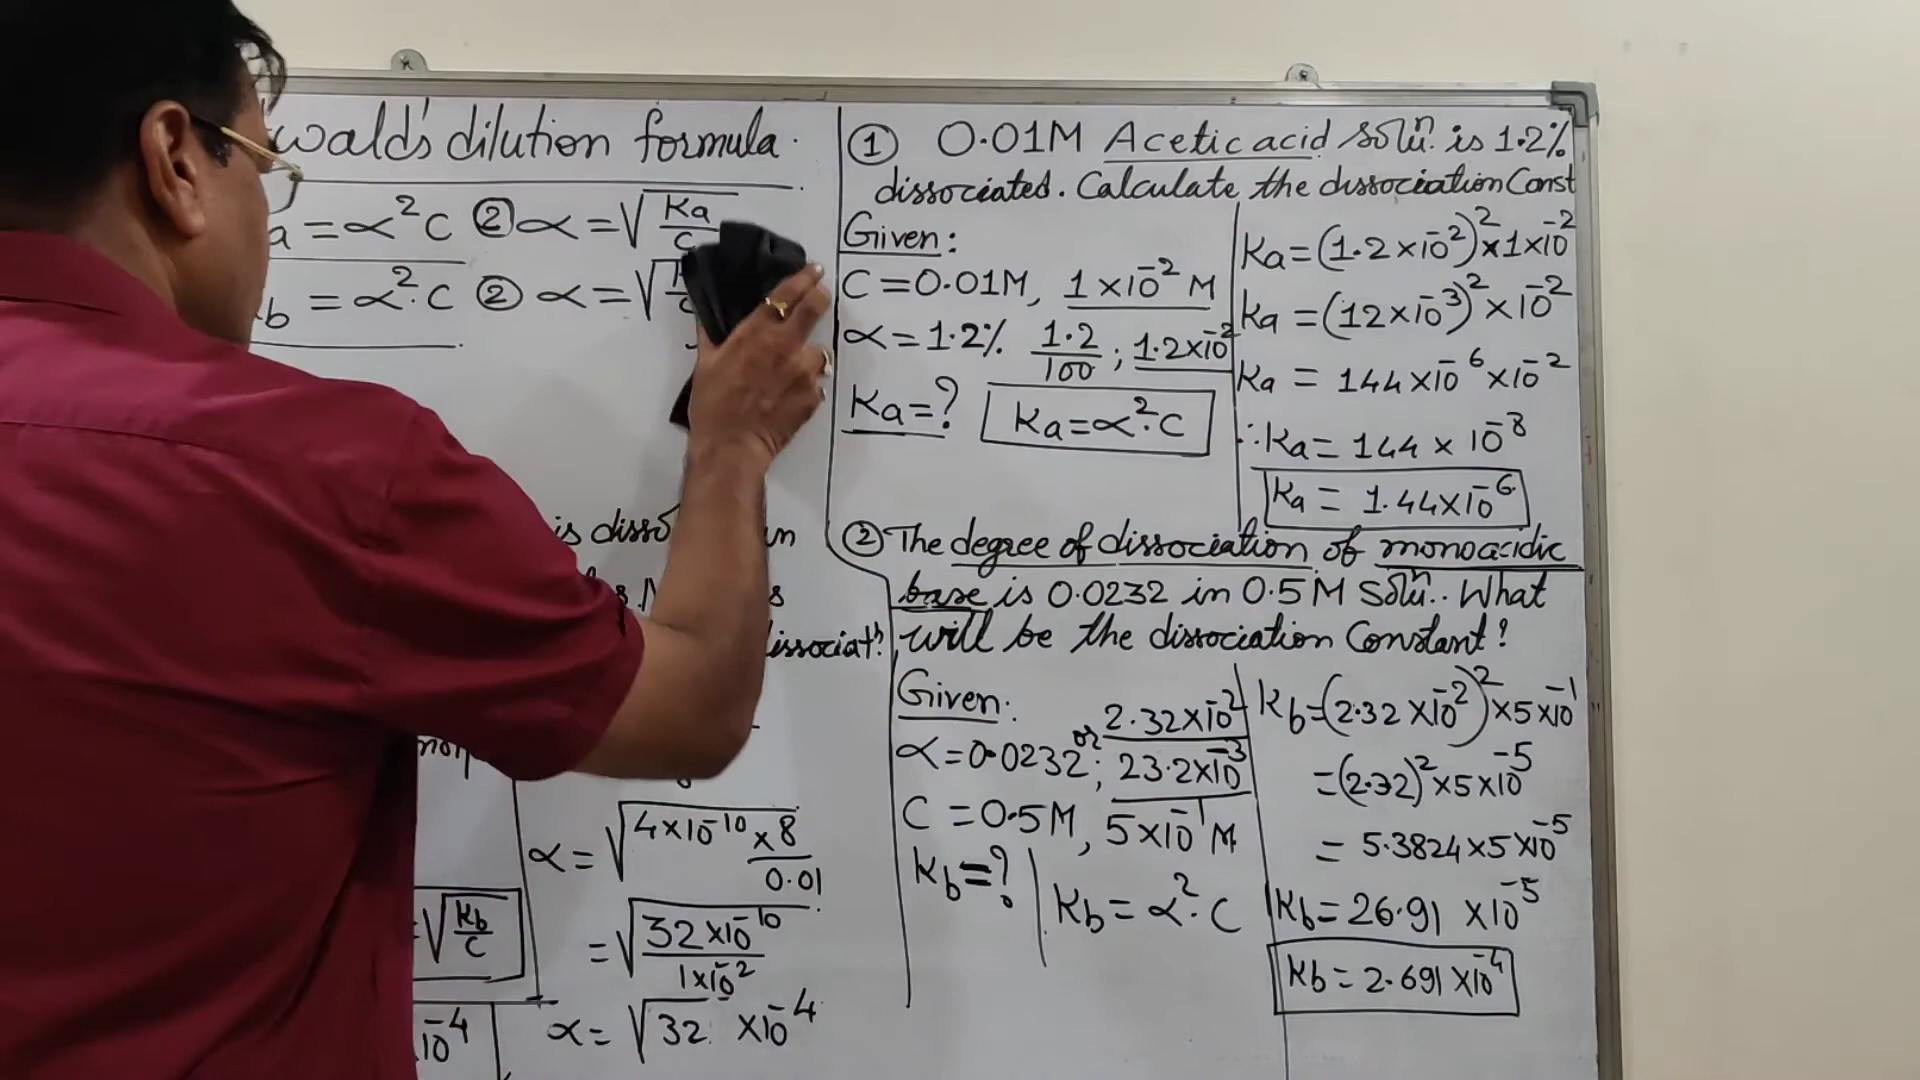 walds dilution formula.
a = α²C ② α = √Ka/C
b = α².C ② α = √
is in
s
issociatⁿ?
α = √4×10⁻¹⁰ × 8/0.01
= √32×10⁻¹⁰/1×10⁻²
√Kb/C
α = √32 ×10⁻⁴
10⁻⁴
① 0.01M Acetic acid soluⁿ. is 1.2%
dissociated. Calculate the dissociation Const
Given:
C = 0.01M, 1×10⁻² M
α = 1.2% 1.2/100 ; 1.2×10⁻²
Ka = ? Ka = α².C
Ka = (1.2×10⁻²)² × 1×10⁻²
Ka = (12×10⁻³)² × 10⁻²
Ka = 144×10⁻⁶×10⁻²
∴ Ka = 144 × 10⁻⁸
Ka = 1.44×10⁻⁶
② The degree of dissociation of monoacidic
base is 0.0232 in 0.5 M Soluⁿ.. What
will be the dissociation Constant?
Given:
α = 0.0232 ; or 2.32×10⁻² 23.2×10⁻³
C = 0.5M, 5×10⁻¹ M
Kb = ? Kb = α². C
Kb = (2.32 ×10⁻²)² ×5×10⁻¹
= (2.32)² ×5 ×10⁻⁵
= 5.3824×5×10⁻⁵
Kb = 26.91 ×10⁻⁵
Kb = 2.691 ×10⁻⁴